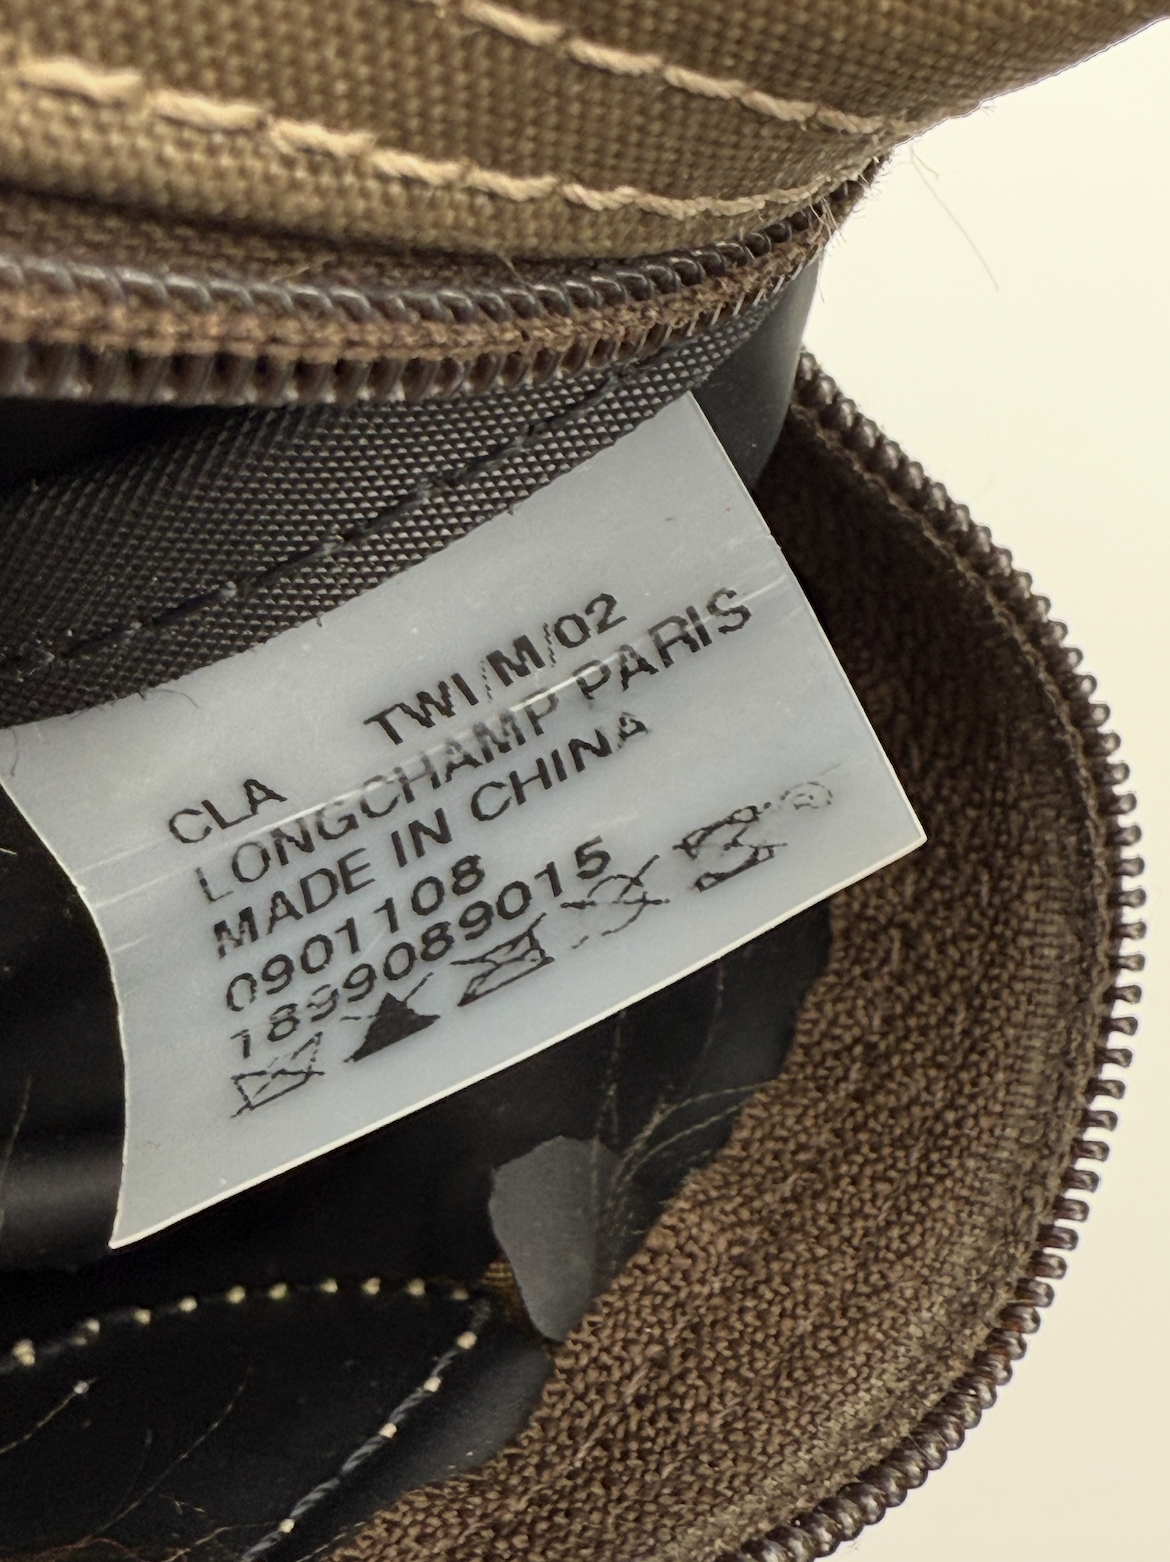 CLA TWI/M/02
LONGCHAMP PARIS
MADE IN CHINA
0901108
1899089015